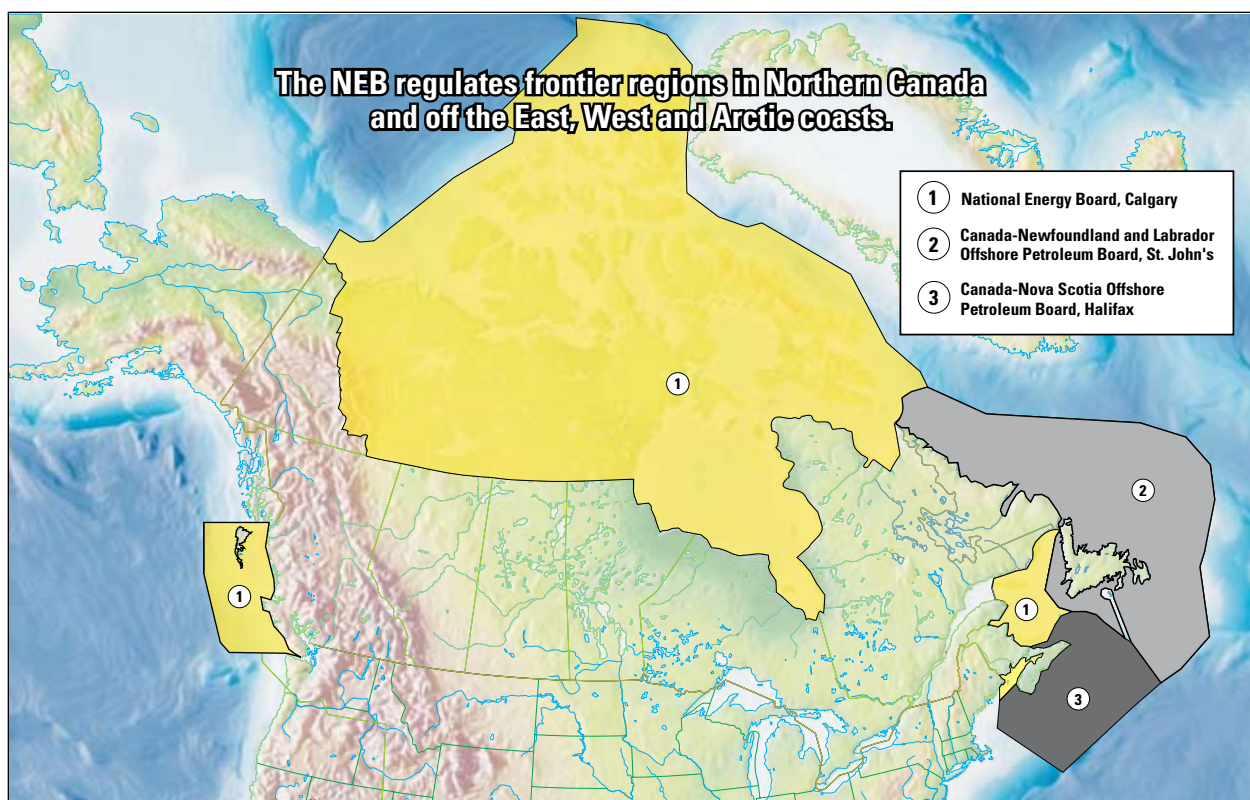 The NEB regulates frontier regions in Northern Canada
and off the East, West and Arctic coasts.
1 National Energy Board, Calgary
2 Canada-Newfoundland and Labrador
Offshore Petroleum Board, St. John's
3 Canada-Nova Scotia Offshore
Petroleum Board, Halifax
1
2
1
1
3